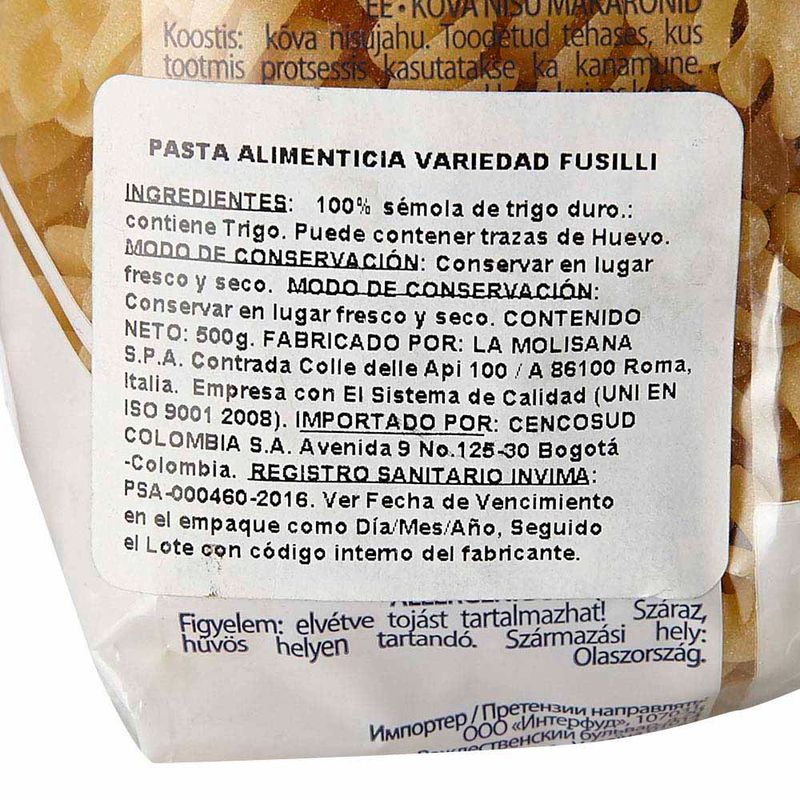 EE • KÕVA NISU MAKARONID
Koostis: kõva nisujahu. Toodetud tehases, kus
tootmis protsessis kasutatakse ka kanamune.
PASTA ALIMENTICIA VARIEDAD FUSILLI
INGREDIENTES: 100% sémola de trigo duro.:
contiene Trigo. Puede contener trazas de Huevo.
MODO DE CONSERVACIÓN: Conservar en lugar
fresco y seco. MODO DE CONSERVACIÓN:
Conservar en lugar fresco y seco. CONTENIDO
NETO: 500g. FABRICADO POR: LA MOLISANA
S.P.A. Contrada Colle delle Api 100 / A 86100 Roma,
Italia. Empresa con El Sistema de Calidad (UNI EN
ISO 9001 2008). IMPORTADO POR: CENCOSUD
COLOMBIA S.A. Avenida 9 No.125-30 Bogotá
-Colombia. REGISTRO SANITARIO INVIMA:
PSA-000460-2016. Ver Fecha de Vencimiento
en el empaque como Día/Mes/Año, Seguido
el Lote con código interno del fabricante.
Figyelem: elvétve tojást tartalmazhat! Száraz,
hűvös helyen tartandó. Származási hely:
Olaszország.
Импортер / Претензии направлять:
ООО «Интерфуд»,
бульвар